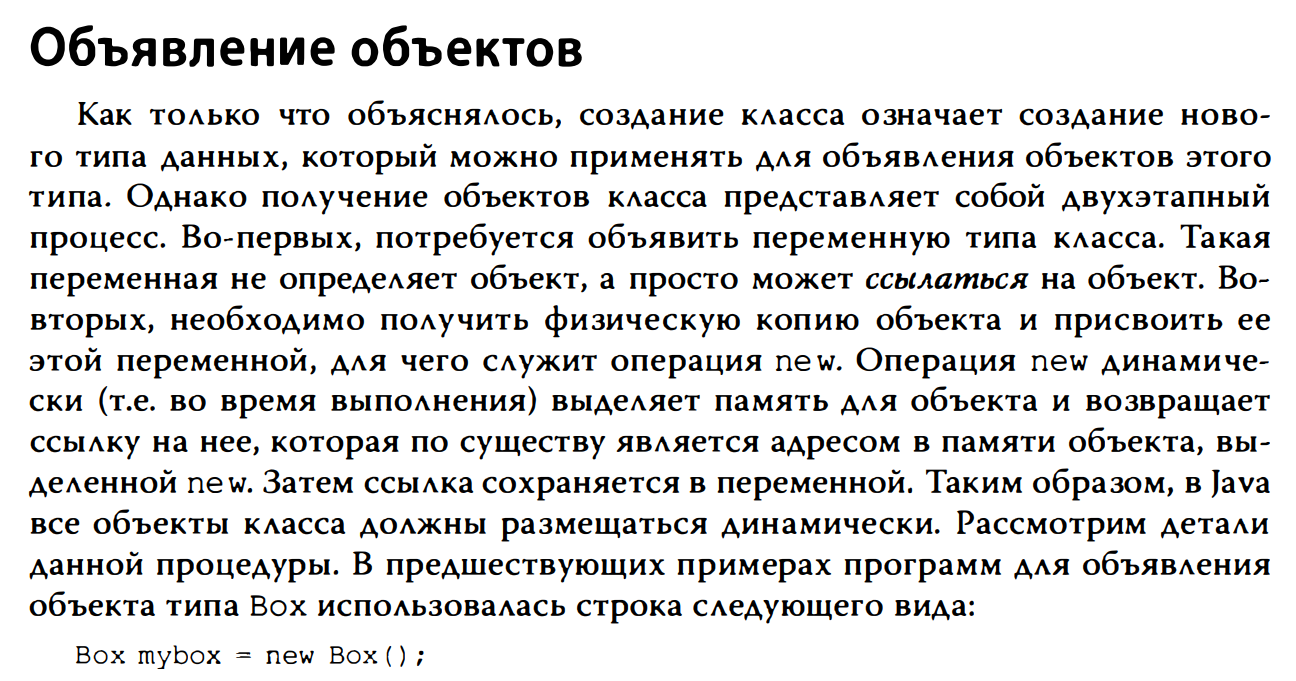 Объявление объектов
Как только что объяснялось, создание класса означает создание ново-
го типа данных, который можно применять для объявления объектов этого
типа. Однако получение объектов класса представляет собой двухэтапный
процесс. Во-первых, потребуется объявить переменную типа класса. Такая
переменная не определяет объект, а просто может ссылаться на объект. Во-
вторых, необходимо получить физическую копию объекта и присвоить ее
этой переменной, для чего служит операция new. Операция new динамиче-
ски (т.е. во время выполнения) выделяет память для объекта и возвращает
ссылку на нее, которая по существу является адресом в памяти объекта, вы-
деленной new. Затем ссылка сохраняется в переменной. Таким образом, в Java
все объекты класса должны размещаться динамически. Рассмотрим детали
данной процедуры. В предшествующих примерах программ для объявления
объекта типа Box использовалась строка следующего вида:
Box mybox = new Box();